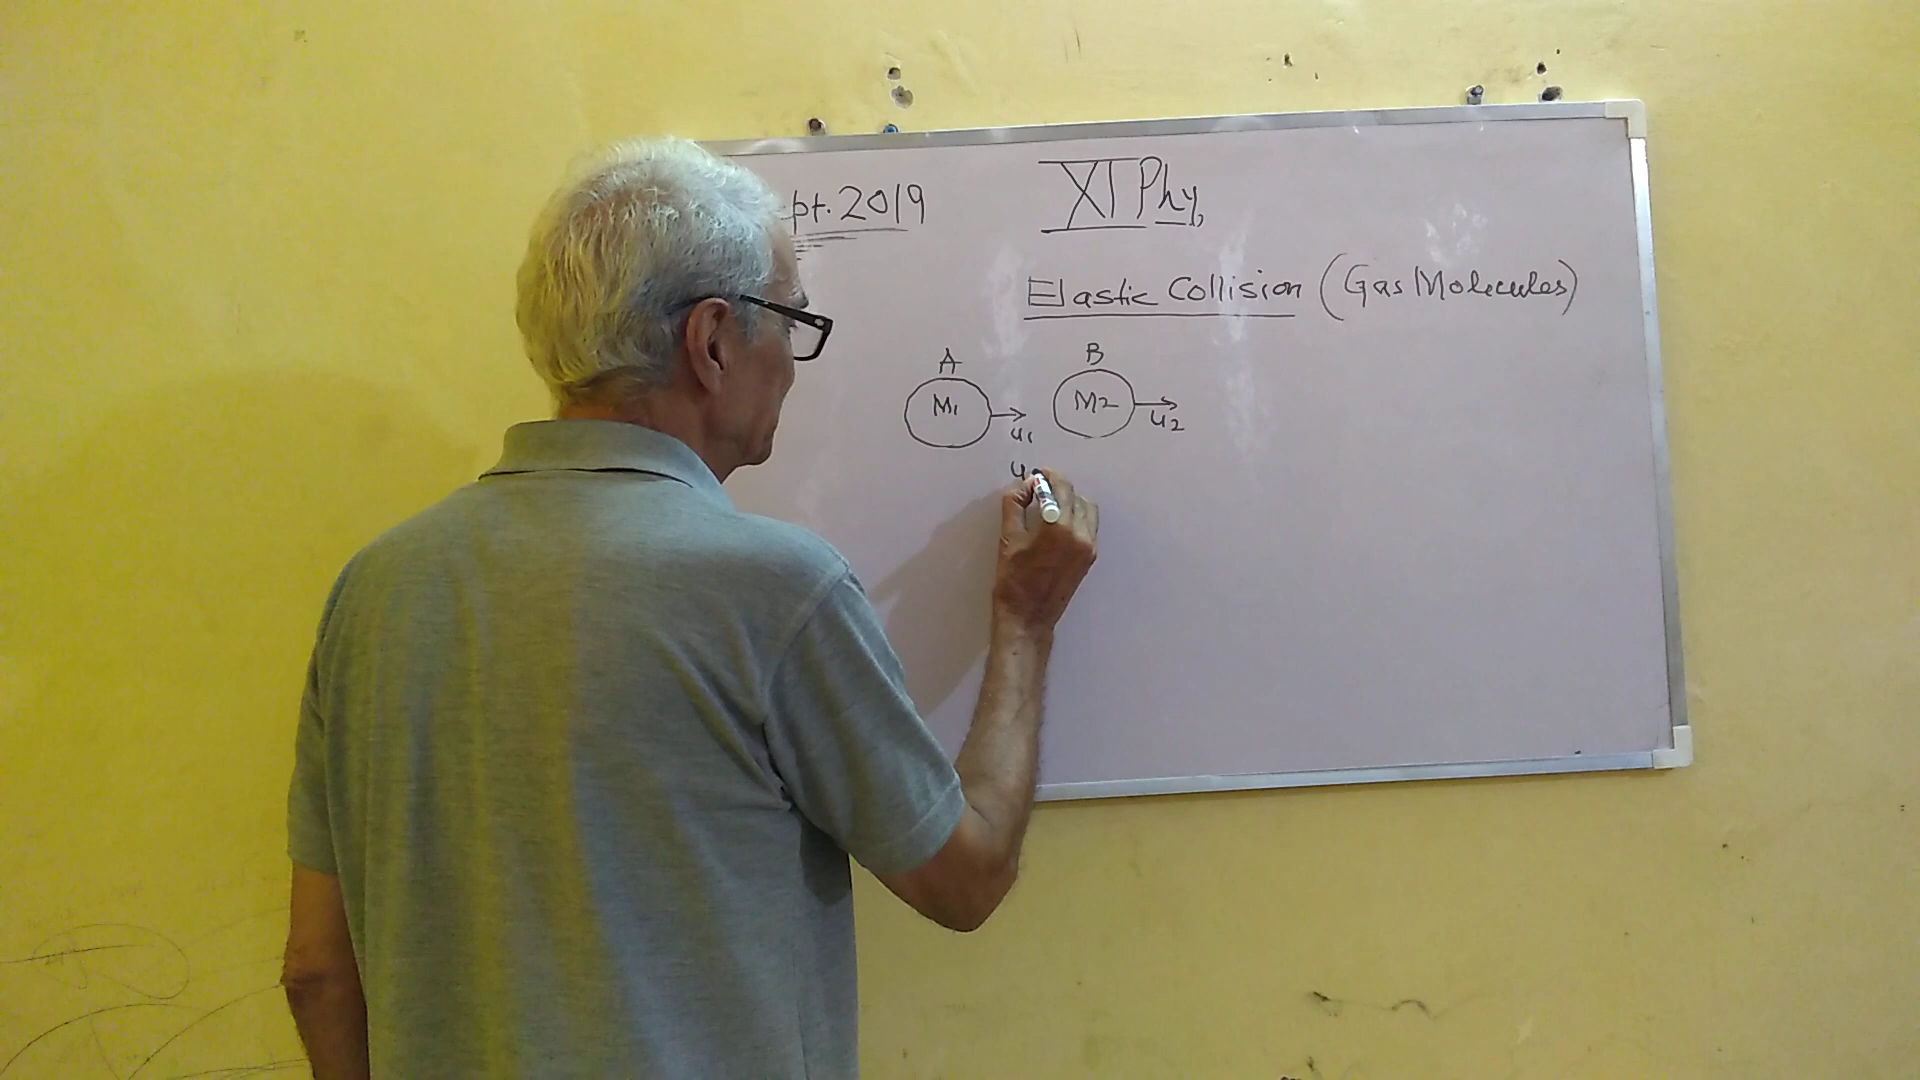 pt. 2019
XI Phy,
Elastic Collision (Gas Molecules)
A B
M1 M2
u1 u2
u